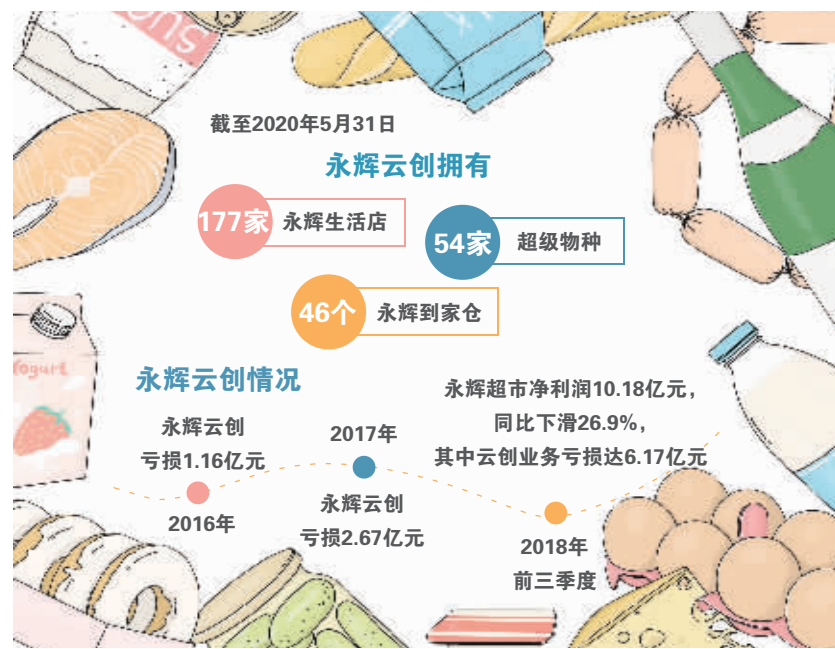 截至2020年5月31日
永辉云创拥有
177家 永辉生活店
54家 超级物种
46个 永辉到家仓
永辉云创情况
永辉云创
亏损1.16亿元
2016年
2017年
永辉云创
亏损2.67亿元
永辉超市净利润10.18亿元，
同比下滑26.9%，
其中云创业务亏损达6.17亿元
2018年
前三季度
Yogurt